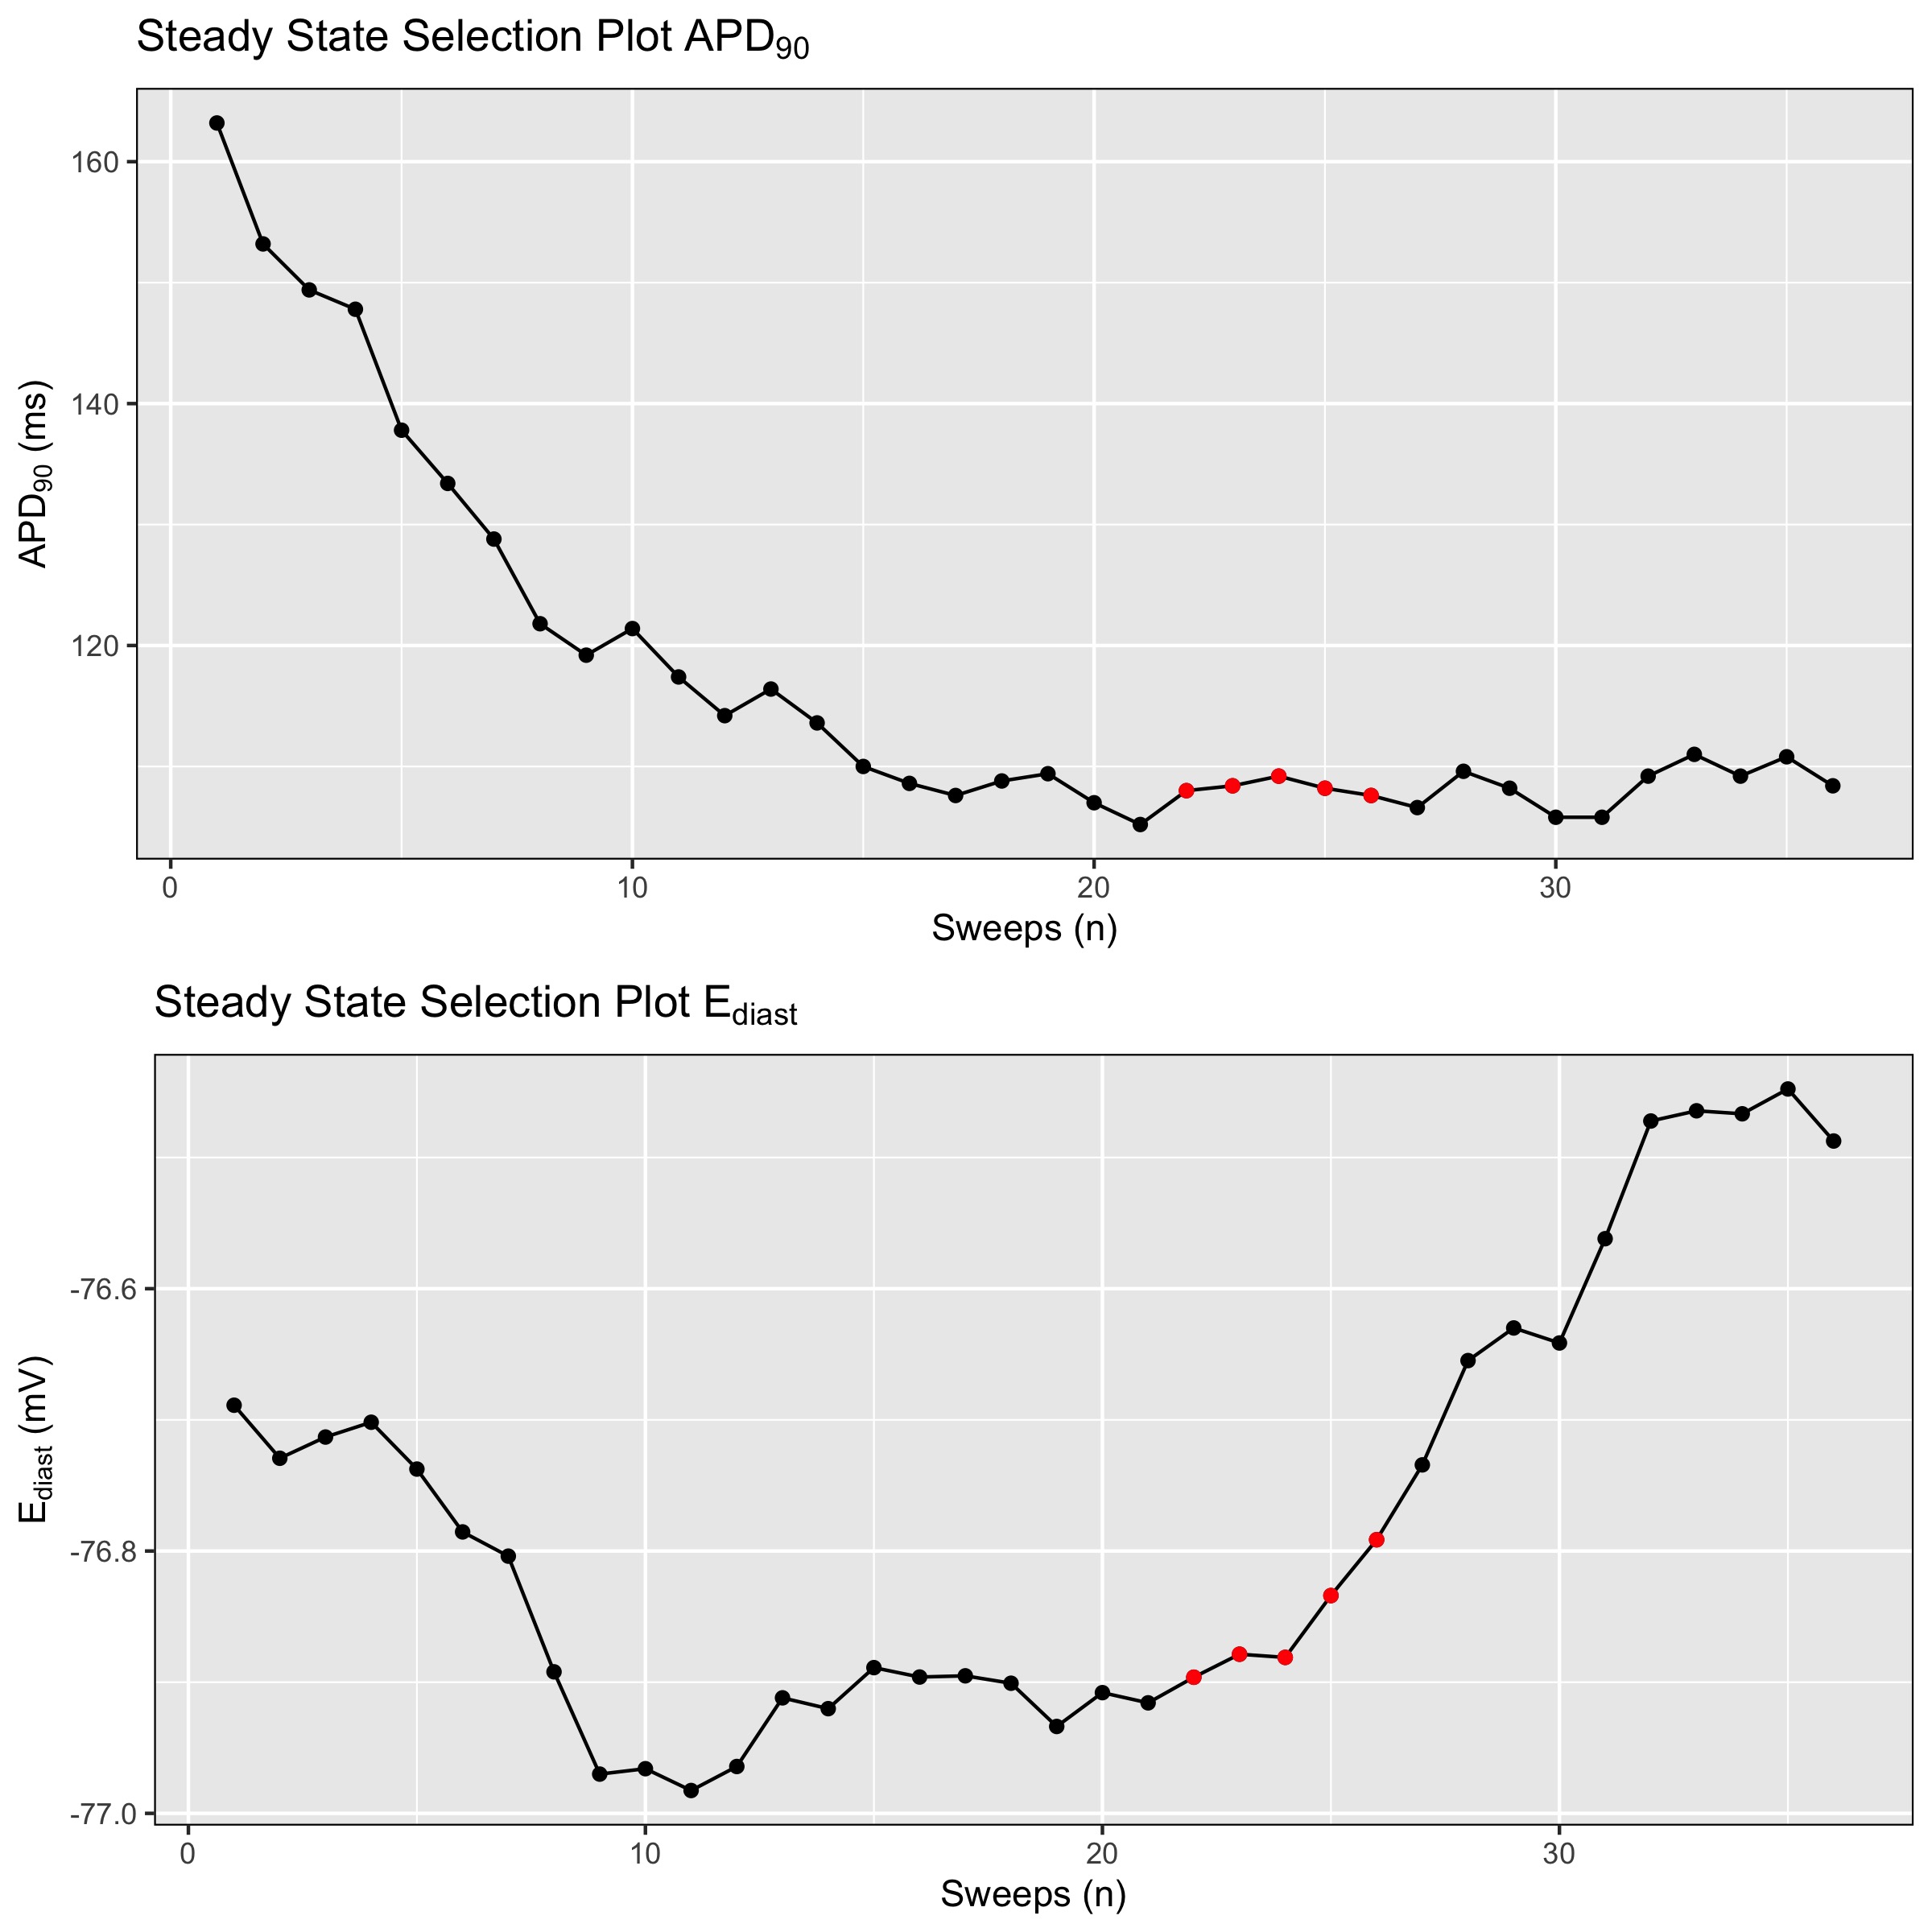 Steady State Selection Plot APD90
160
140
120
APD90 (ms)
0 10 20 30
Sweeps (n)
Steady State Selection Plot Ediast
-76.6
-76.8
-77.0
Ediast (mV)
0 10 20 30
Sweeps (n)